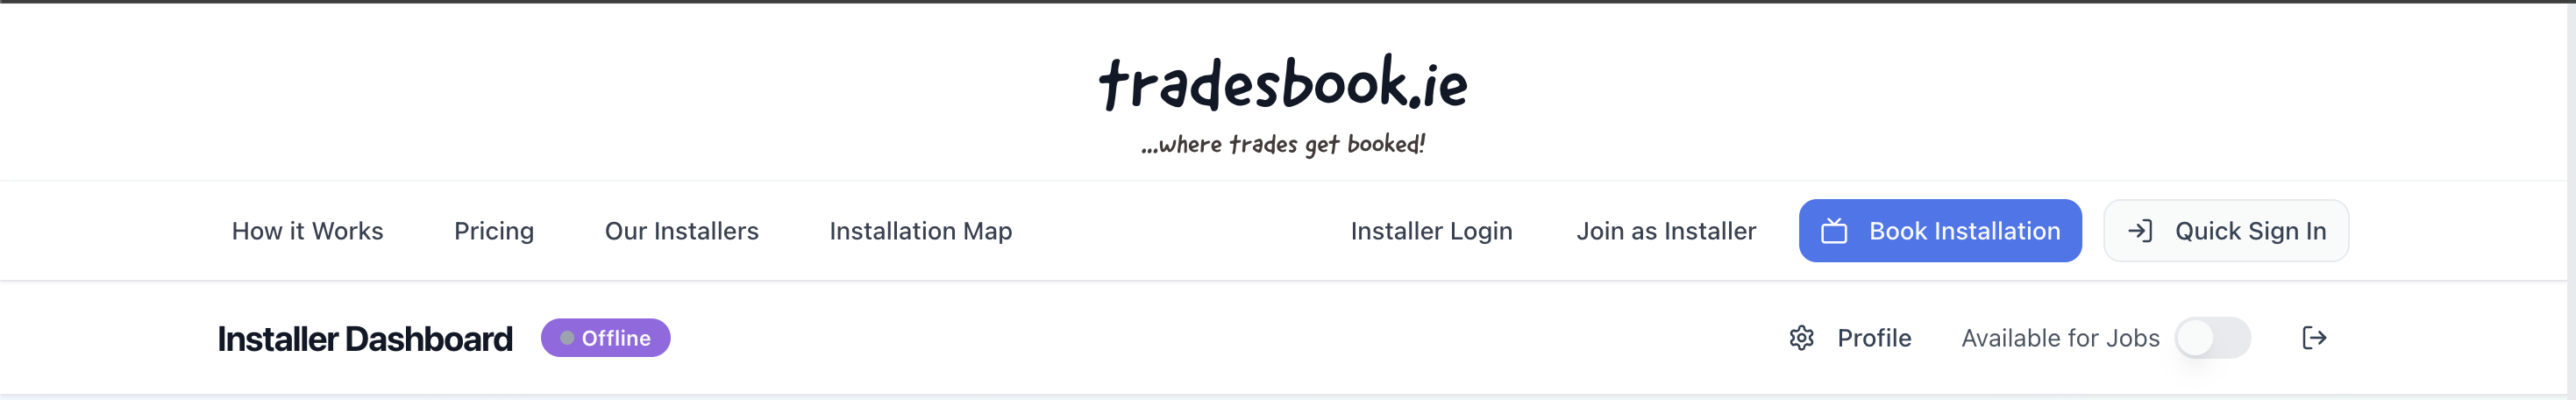 tradesbook.ie
...where trades get booked!
How it Works Pricing Our Installers Installation Map Installer Login Join as Installer Book Installation Quick Sign In
Installer Dashboard Offline Profile Available for Jobs